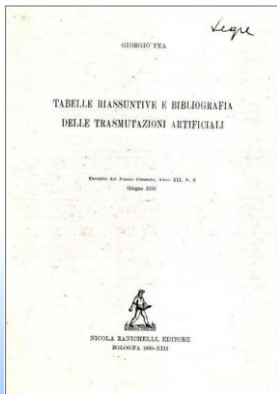 Segrè
GIORGIO FEA
TABELLE RIASSUNTIVE E BIBLIOGRAFIA
DELLE TRASMUTAZIONI ARTIFICIALI
Estratto dal Nuovo Cimento, Anno XII, N. 6
Giugno 1935
NICOLA ZANICHELLI, EDITORE
BOLOGNA 1935-XIII